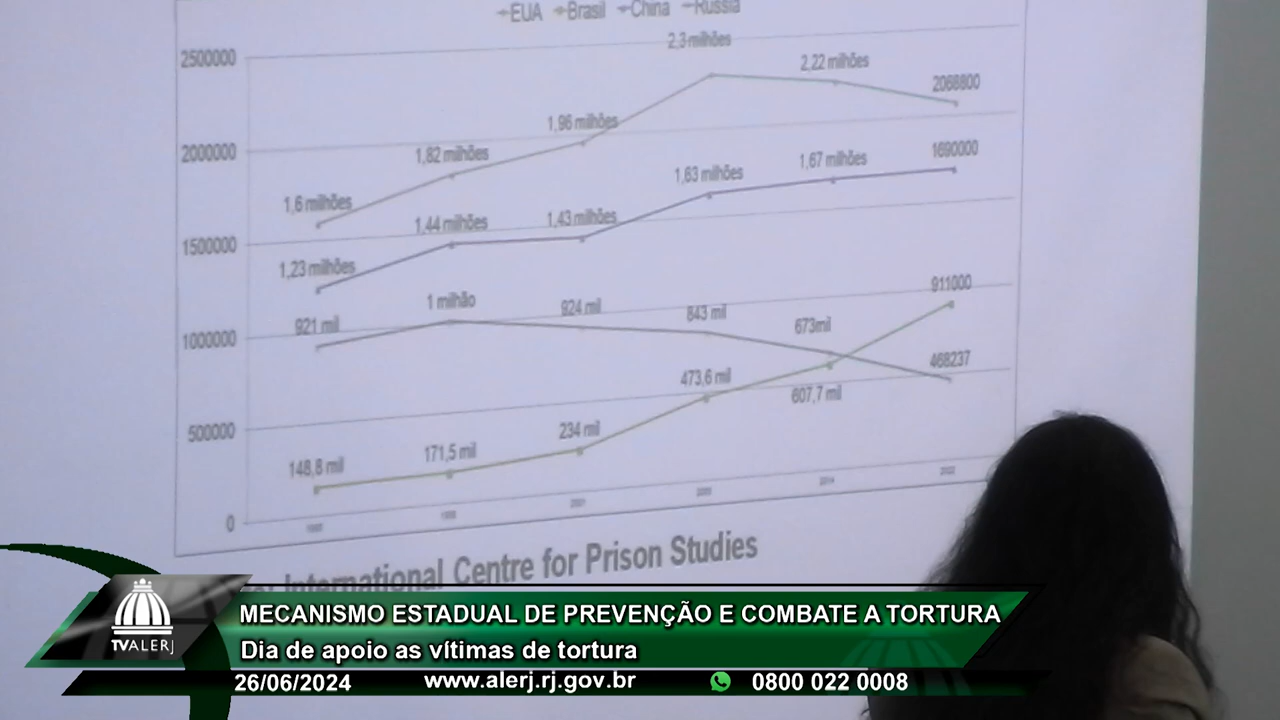 EUA Brasil China Rússia
2500000
2,3 milhões
2,22 milhões
2068800
2000000
1,96 milhões
1,82 milhões
1,6 milhões
1690000
1,67 milhões
1,63 milhões
1,43 milhões
1,44 milhões
1,23 milhões
1500000
1000000
921 mil
1 milhão
924 mil
843 mil
673mil
911000
468237
500000
148,8 mil
171,5 mil
234 mil
473,6 mil
607,7 mil
0
International Centre for Prison Studies
MECANISMO ESTADUAL DE PREVENÇÃO E COMBATE A TORTURA
Dia de apoio as vítimas de tortura
TVALERJ
26/06/2024 www.alerj.rj.gov.br 0800 022 0008